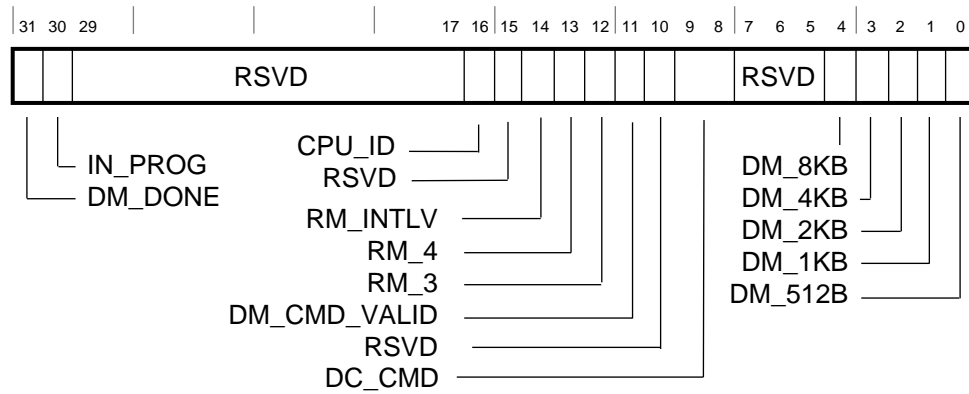 31 30 29 17 16 15 14 13 12 11 10 9 8 7 6 5 4 3 2 1 0
RSVD RSVD
CPU_ID
IN_PROG
DM_8KB
RSVD
DM_DONE
DM_4KB
RM_INTLV
DM_2KB
RM_4
DM_1KB
RM_3
DM_512B
DM_CMD_VALID
RSVD
DC_CMD